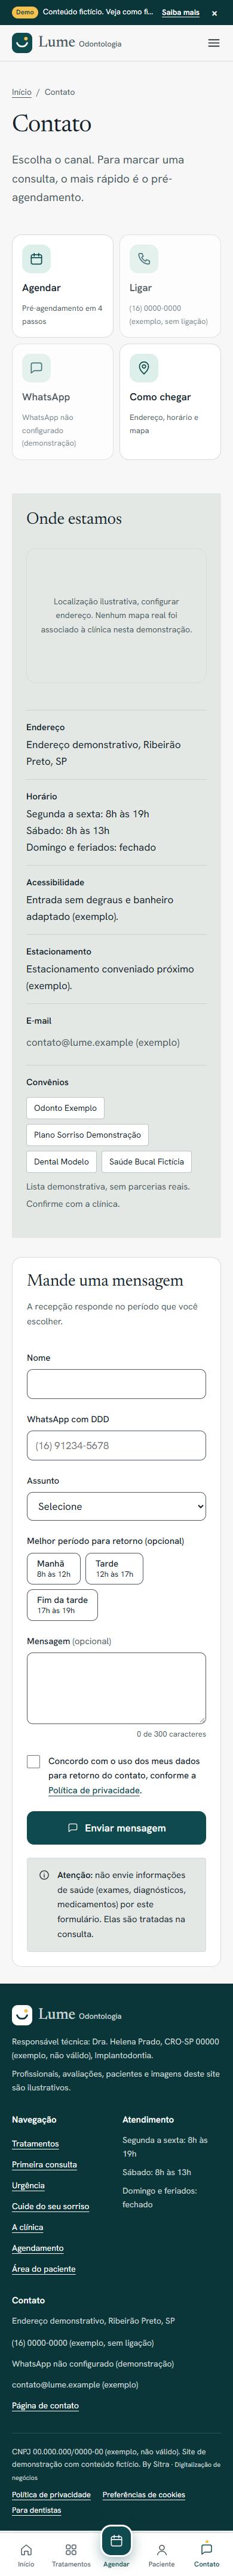 Demo Conteúdo fictício. Veja como fi... Saiba mais ×
Lume Odontologia
Início / Contato
Contato
Escolha o canal. Para marcar uma
consulta, o mais rápido é o pré-
agendamento.
Agendar
Pré-agendamento em 4
passos
Ligar
(16) 0000-0000
(exemplo, sem ligação)
WhatsApp
WhatsApp não
configurado
(demonstração)
Como chegar
Endereço, horário e
mapa
Onde estamos
Localização ilustrativa, configurar
endereço. Nenhum mapa real foi
associado à clínica nesta demonstração.
Endereço
Endereço demonstrativo, Ribeirão
Preto, SP
Horário
Segunda a sexta: 8h às 19h
Sábado: 8h às 13h
Domingo e feriados: fechado
Acessibilidade
Entrada sem degraus e banheiro
adaptado (exemplo).
Estacionamento
Estacionamento conveniado próximo
(exemplo).
E-mail
contato@lume.example (exemplo)
Convênios
Odonto Exemplo
Plano Sorriso Demonstração
Dental Modelo
Saúde Bucal Fictícia
Lista demonstrativa, sem parcerias reais.
Confirme com a clínica.
Mande uma mensagem
A recepção responde no período que você
escolher.
Nome
WhatsApp com DDD
(16) 91234-5678
Assunto
Selecione
Melhor período para retorno (opcional)
Manhã
8h às 12h
Tarde
12h às 17h
Fim da tarde
17h às 19h
Mensagem (opcional)
0 de 300 caracteres
Concordo com o uso dos meus dados
para retorno do contato, conforme a
Política de privacidade.
Enviar mensagem
Atenção: não envie informações
de saúde (exames, diagnósticos,
medicamentos) por este
formulário. Elas são tratadas na
consulta.
Lume Odontologia
Responsável técnica: Dra. Helena Prado, CRO-SP 00000
(exemplo, não válido), Implantodontia.
Profissionais, avaliações, pacientes e imagens deste site
são ilustrativos.
Navegação
Tratamentos
Primeira consulta
Urgência
Cuide do seu sorriso
A clínica
Agendamento
Área do paciente
Atendimento
Segunda a sexta: 8h às
19h
Sábado: 8h às 13h
Domingo e feriados:
fechado
Contato
Endereço demonstrativo, Ribeirão Preto, SP
(16) 0000-0000 (exemplo, sem ligação)
WhatsApp não configurado (demonstração)
contato@lume.example (exemplo)
Página de contato
CNPJ 00.000.000/0000-00 (exemplo, não válido). Site de
demonstração com conteúdo fictício. By Sitra · Digitalização de
negócios
Política de privacidade Preferências de cookies
Para dentistas
Início Tratamentos Agendar Paciente Contato